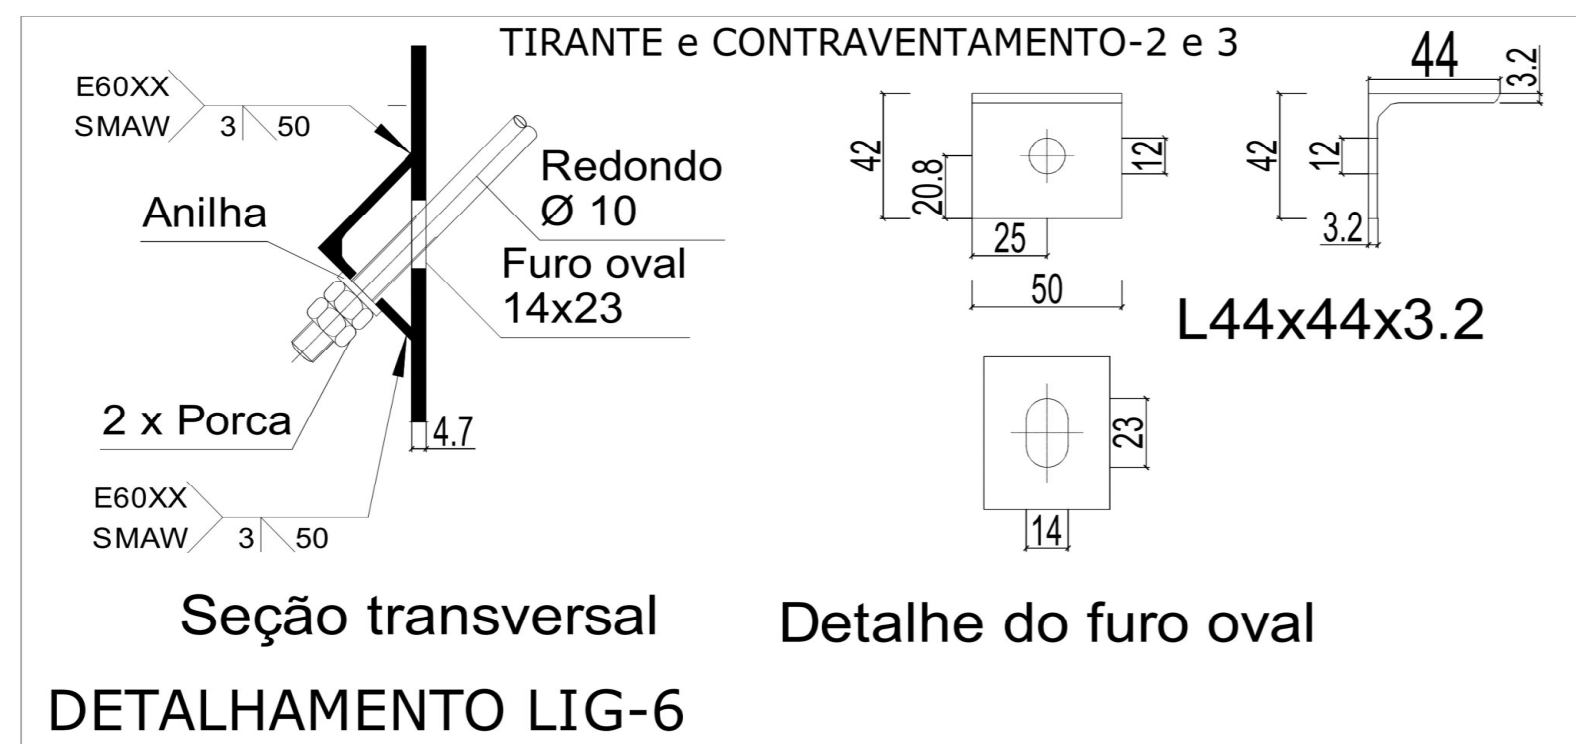 TIRANTE e CONTRAVENTAMENTO-2 e 3
E60XX
SMAW
3
50
Anilha
Redondo
Ø 10
Furo oval
14x23
2 x Porca
4.7
E60XX
SMAW
3
50
42
20.8
12
25
50
44
3.2
42
12
3.2
L44x44x3.2
23
14
Seção transversal
Detalhe do furo oval
DETALHAMENTO LIG-6